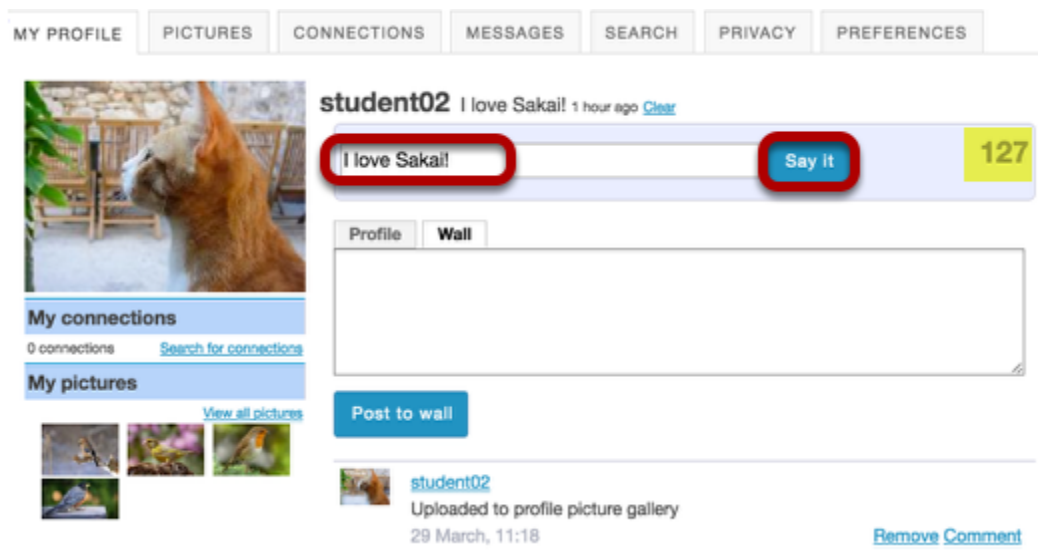 MY PROFILE PICTURES CONNECTIONS MESSAGES SEARCH PRIVACY PREFERENCES
student02 I love Sakai! 1 hour ago Clear
I love Sakai! Say it 127
Profile Wall
My connections
0 connections Search for connections
My pictures
View all pictures
Post to wall
student02
Uploaded to profile picture gallery
29 March, 11:18 Remove Comment